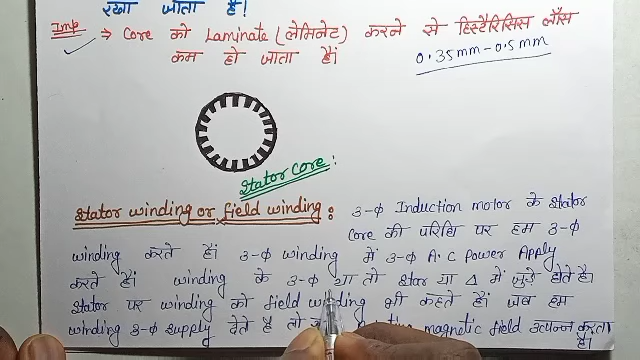 रखा जाता है!
Imp → Core को Laminate (लेमिनेट) करने से हिस्टैरिसिस लॉस
कम हो जाता हैं।
0.35mm-0.5mm
Stator Core:
Stator winding or field winding:
3-Φ Induction motor के Stator
Core की परिधि पर हम 3-Φ
winding करते हैं। 3-Φ winding में 3-Φ A.C Power Apply
करते हैं। winding के 3-Φ या तो Star या Δ में जुड़े होते है।
Stator पर winding को field winding भी कहते हैं। जब हम
winding 3-Φ supply देते है तो magnetic field उत्पन्न करता
है।